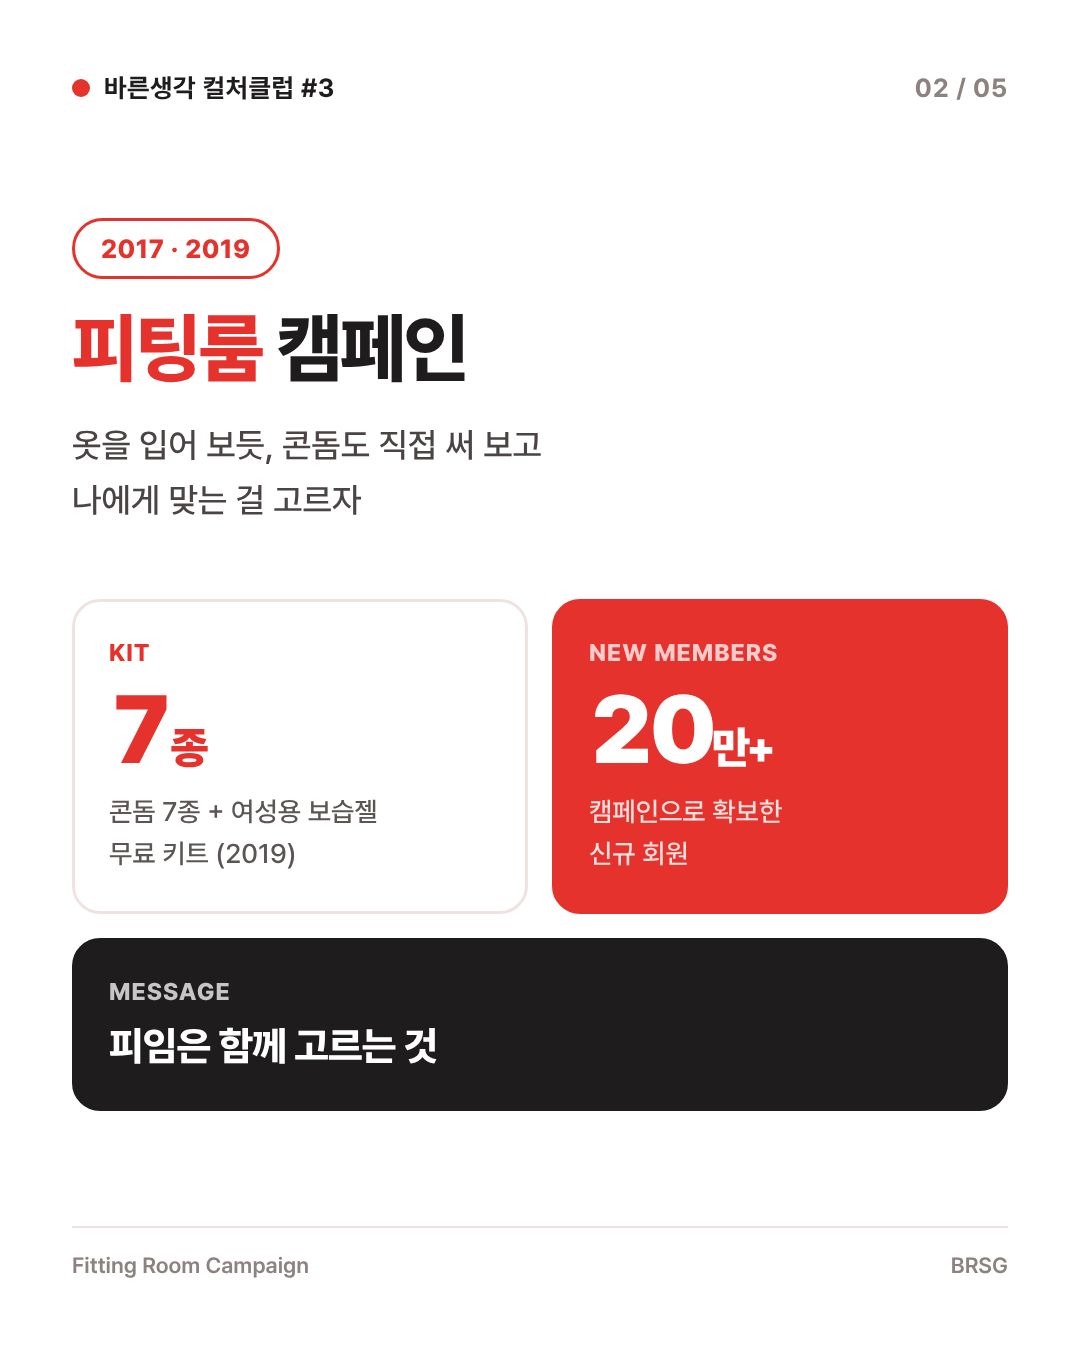 바른생각 컬처클럽 #3
02 / 05
2017 · 2019
피팅룸 캠페인
옷을 입어 보듯, 콘돔도 직접 써 보고
나에게 맞는 걸 고르자
KIT
7종
콘돔 7종 + 여성용 보습젤
무료 키트 (2019)
NEW MEMBERS
20만+
캠페인으로 확보한
신규 회원
MESSAGE
피임은 함께 고르는 것
Fitting Room Campaign
BRSG